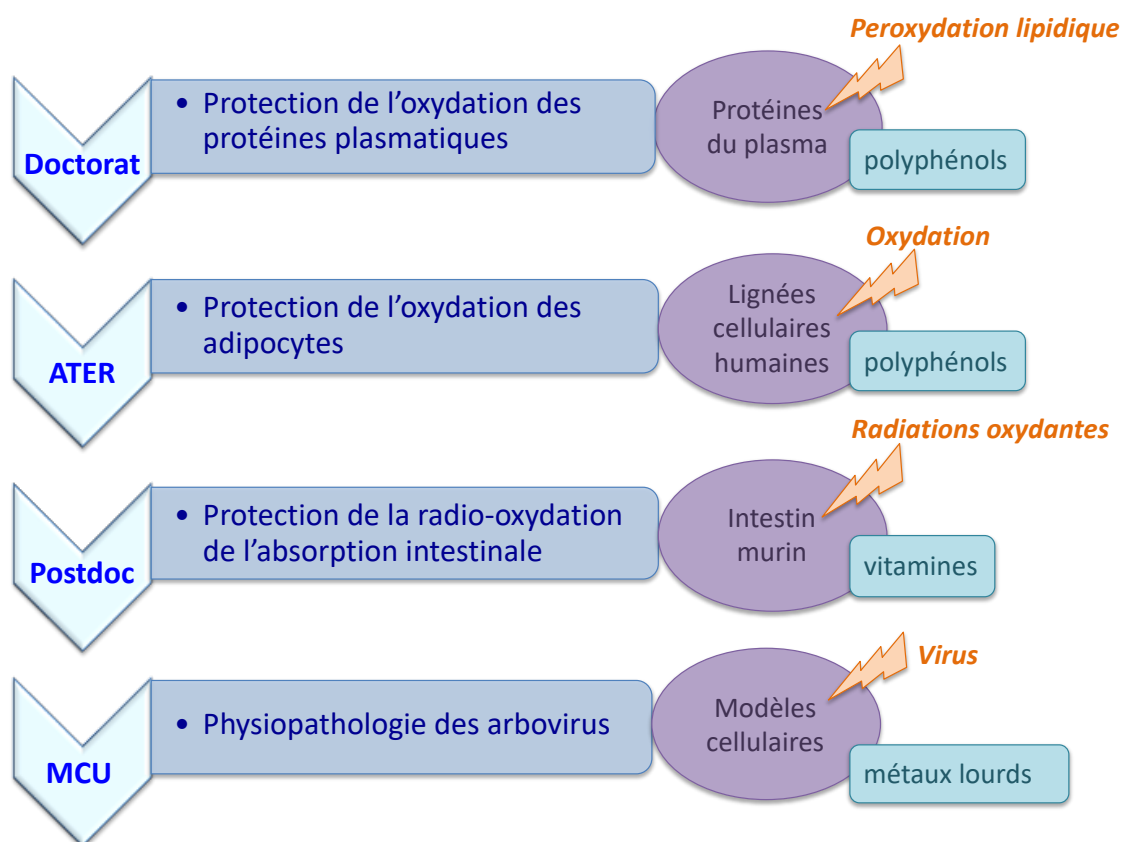 Peroxydation lipidique
Doctorat
• Protection de l’oxydation des
protéines plasmatiques
Protéines
du plasma
polyphénols
Oxydation
ATER
• Protection de l’oxydation des
adipocytes
Lignées
cellulaires
humaines
polyphénols
Radiations oxydantes
Postdoc
• Protection de la radio-oxydation
de l’absorption intestinale
Intestin
murin
vitamines
Virus
MCU
• Physiopathologie des arbovirus
Modèles
cellulaires
métaux lourds